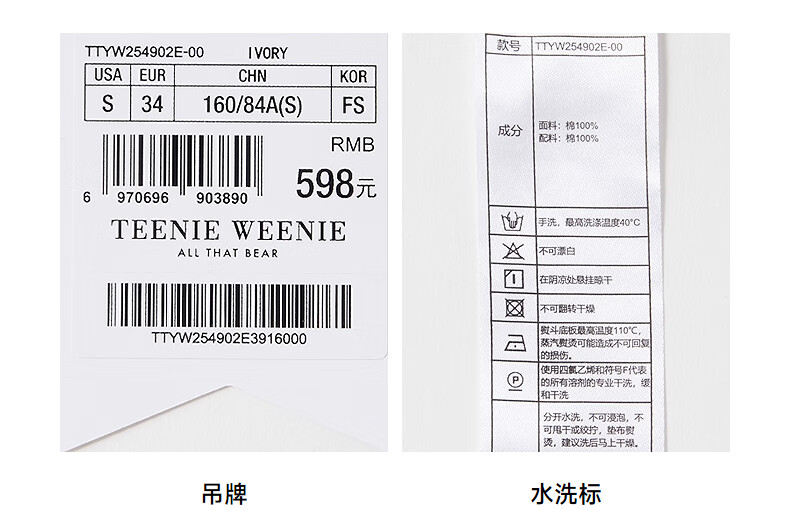 TTYW254902E-00 IVORY
USA EUR CHN KOR
S 34 160/84A(S) FS
RMB
598元
6 970696 903890
TEENIE WEENIE
ALL THAT BEAR
TTYW254902E3916000
吊牌
款号 TTYW254902E-00
成分
面料：棉100%
配料：棉100%
手洗，最高洗涤温度40°C
不可漂白
在阴凉处悬挂晾干
不可翻转干燥
熨斗底板最高温度110℃，
蒸汽熨烫可能造成不可回复
的损伤。
P
使用四氯乙烯和符号F代表
的所有溶剂的专业干洗，缓
和干洗
分开水洗，不可浸泡，不
可甩干或绞拧，垫布熨
烫，建议洗后马上干燥。
水洗标